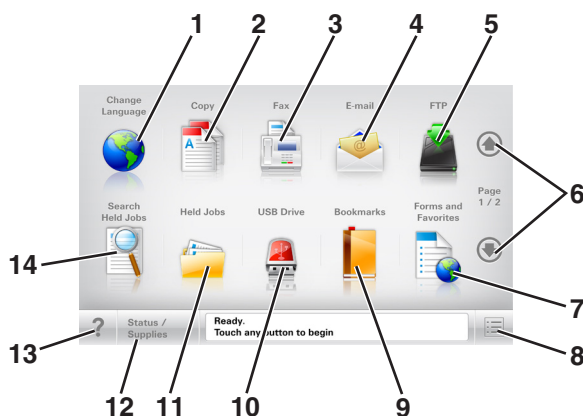 1 2 3 4 5
Change Language
Copy
Fax
E-mail
FTP
A
@
6
Page
1 / 2
Search
Held Jobs
Held Jobs
USB Drive
Bookmarks
Forms and
Favorites
14
7
?
Status /
Supplies
Ready.
Touch any button to begin
13
12
11
10
9
8